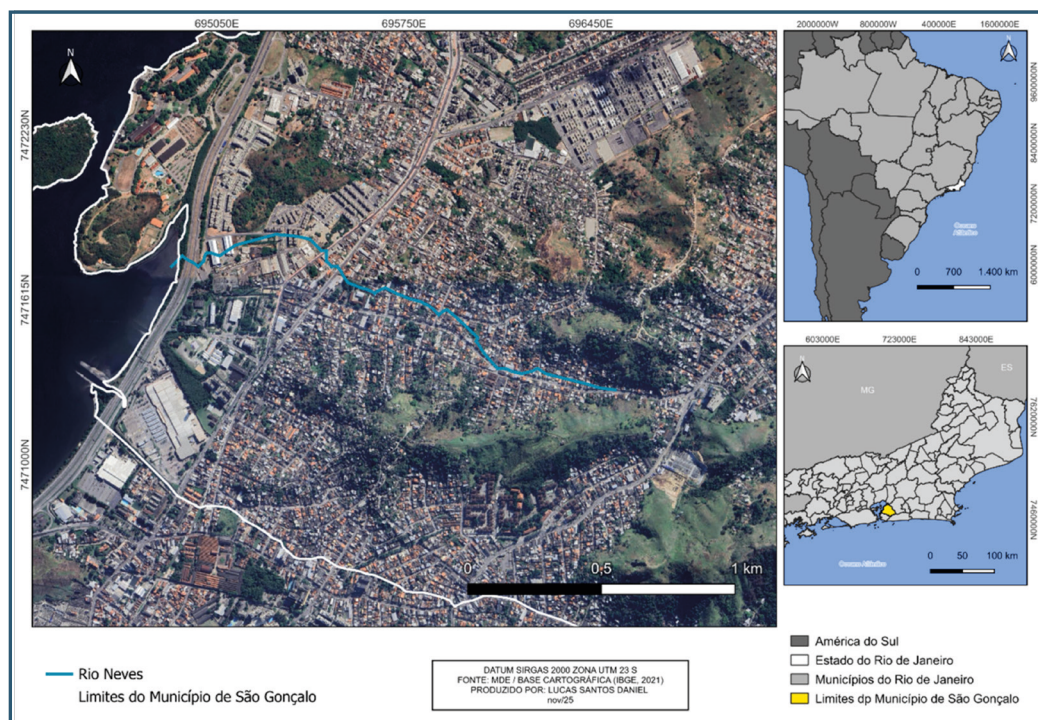 695050E 695750E 696450E
N
7472230N
7471615N
7471000N
0 0,5 1 km
2000000W 800000W 400000E 1600000E
N
9600000N
8400000N
7200000N
6000000N
Oceano
Atlântico
0 700 1.400 km
603000E 723000E 843000E
N
ES
MG
7620000N
7460000N
0 50 100 km
Oceano Atlântico
Rio Neves
Limites do Município de São Gonçalo
DATUM SIRGAS 2000 ZONA UTM 23 S
FONTE: MDE / BASE CARTOGRÁFICA (IBGE, 2021)
PRODUZIDO POR: LUCAS SANTOS DANIEL
nov/25
América do Sul
Estado do Rio de Janeiro
Municípios do Rio de Janeiro
Limites dp Município de São Gonçalo